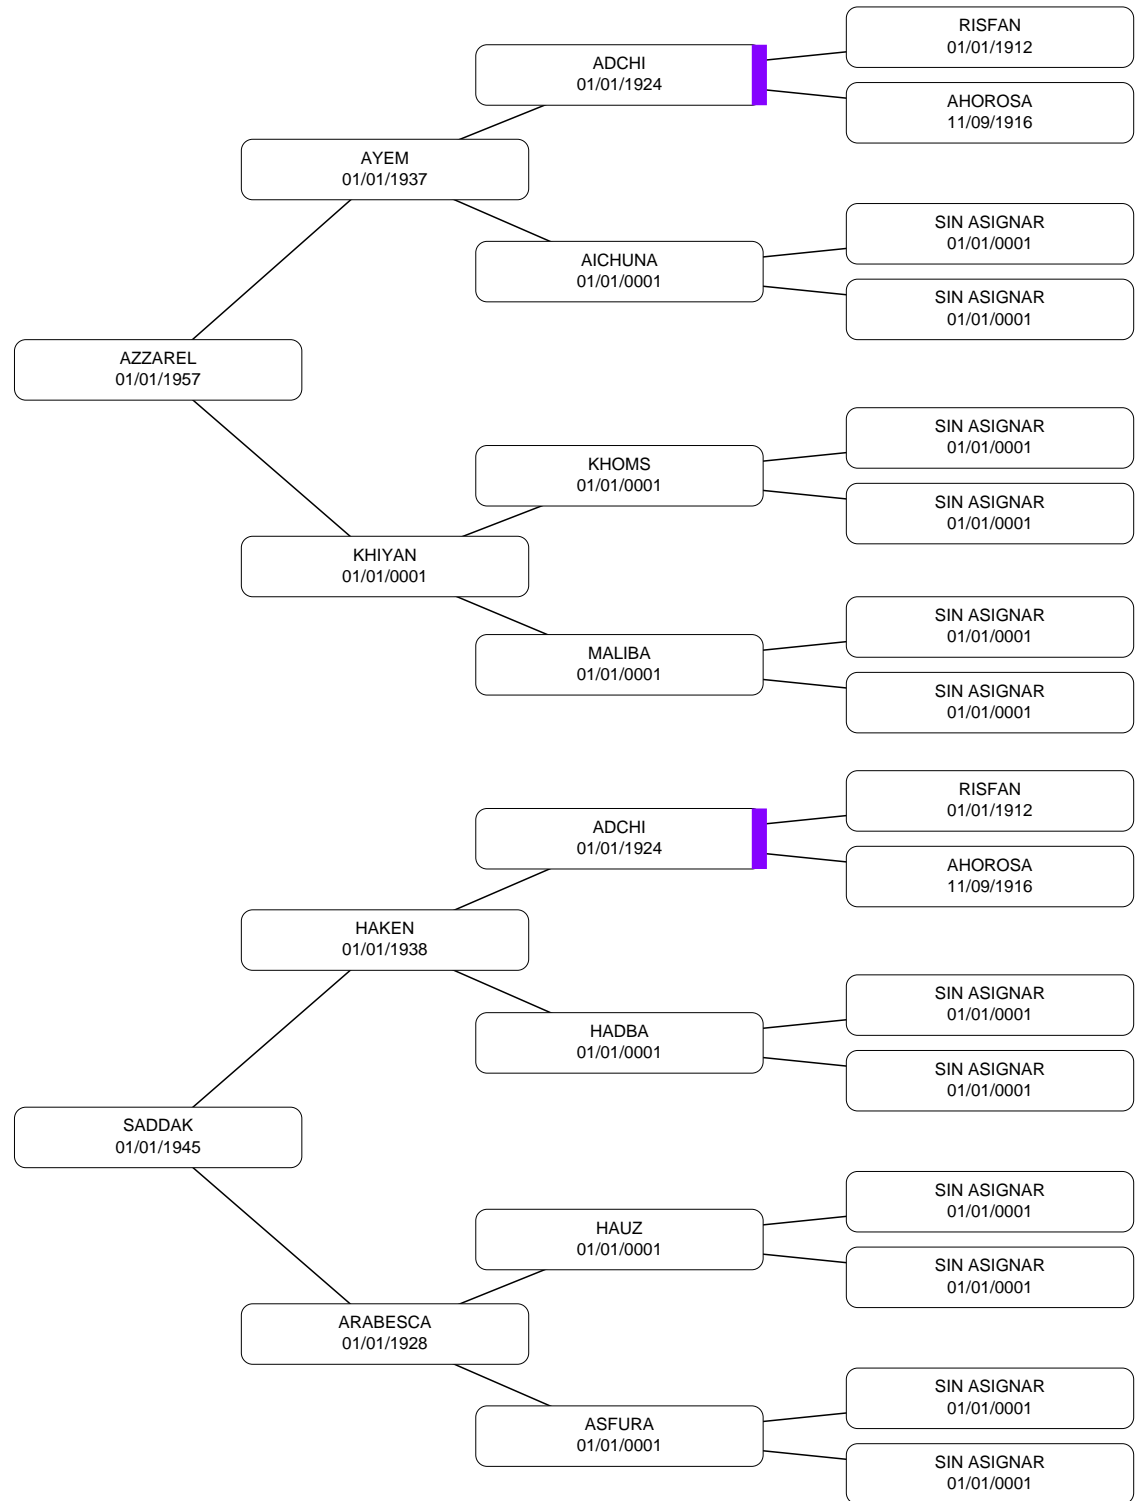 RISFAN
01/01/1912
ADCHI
01/01/1924
AHOROSA
11/09/1916
AYEM
01/01/1937
SIN ASIGNAR
01/01/0001
AICHUNA
01/01/0001
SIN ASIGNAR
01/01/0001
AZZAREL
01/01/1957
SIN ASIGNAR
01/01/0001
KHOMS
01/01/0001
SIN ASIGNAR
01/01/0001
KHIYAN
01/01/0001
SIN ASIGNAR
01/01/0001
MALIBA
01/01/0001
SIN ASIGNAR
01/01/0001
RISFAN
01/01/1912
ADCHI
01/01/1924
AHOROSA
11/09/1916
HAKEN
01/01/1938
SIN ASIGNAR
01/01/0001
HADBA
01/01/0001
SIN ASIGNAR
01/01/0001
SADDAK
01/01/1945
SIN ASIGNAR
01/01/0001
HAUZ
01/01/0001
SIN ASIGNAR
01/01/0001
ARABESCA
01/01/1928
SIN ASIGNAR
01/01/0001
ASFURA
01/01/0001
SIN ASIGNAR
01/01/0001